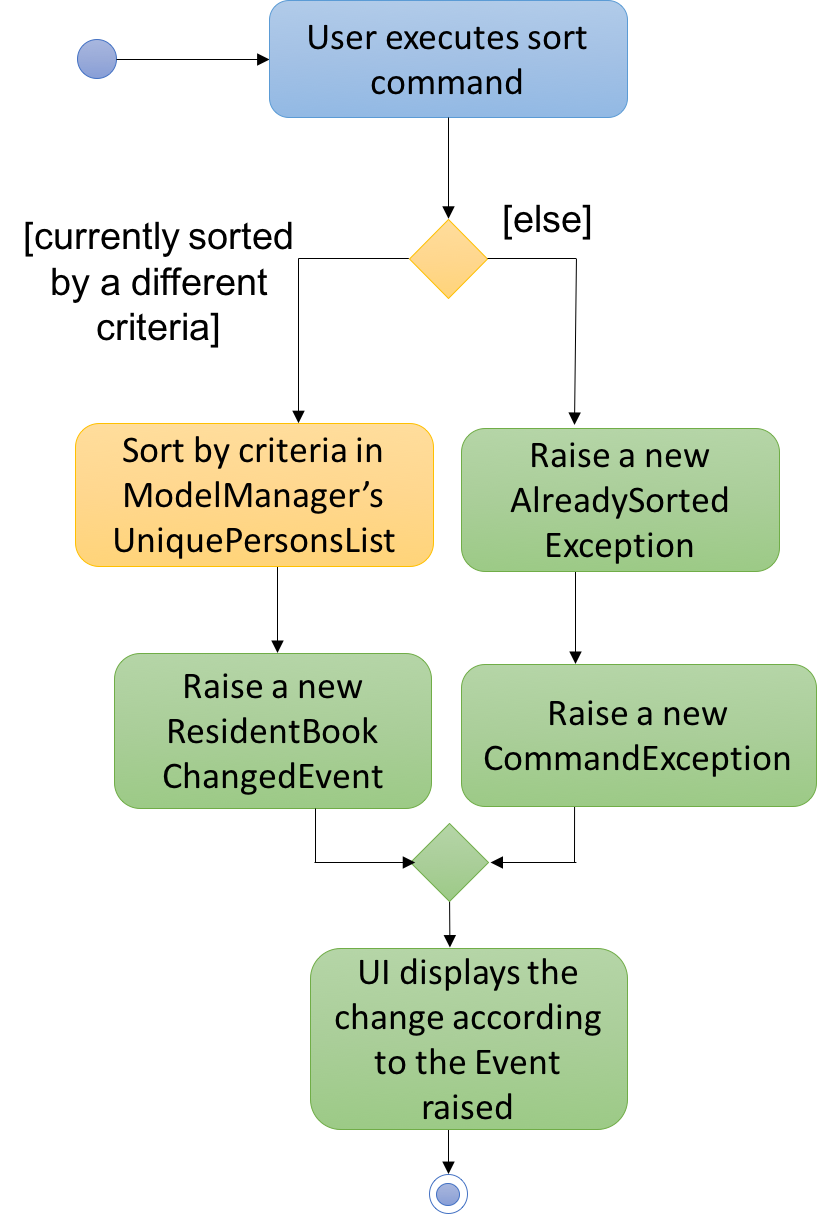 User executes sort
command
[else]
[currently sorted
by a different
criteria]
Sort by criteria in
ModelManager’s
UniquePersonsList
Raise a new
AlreadySorted
Exception
Raise a new
ResidentBook
ChangedEvent
Raise a new
CommandException
UI displays the
change according
to the Event
raised